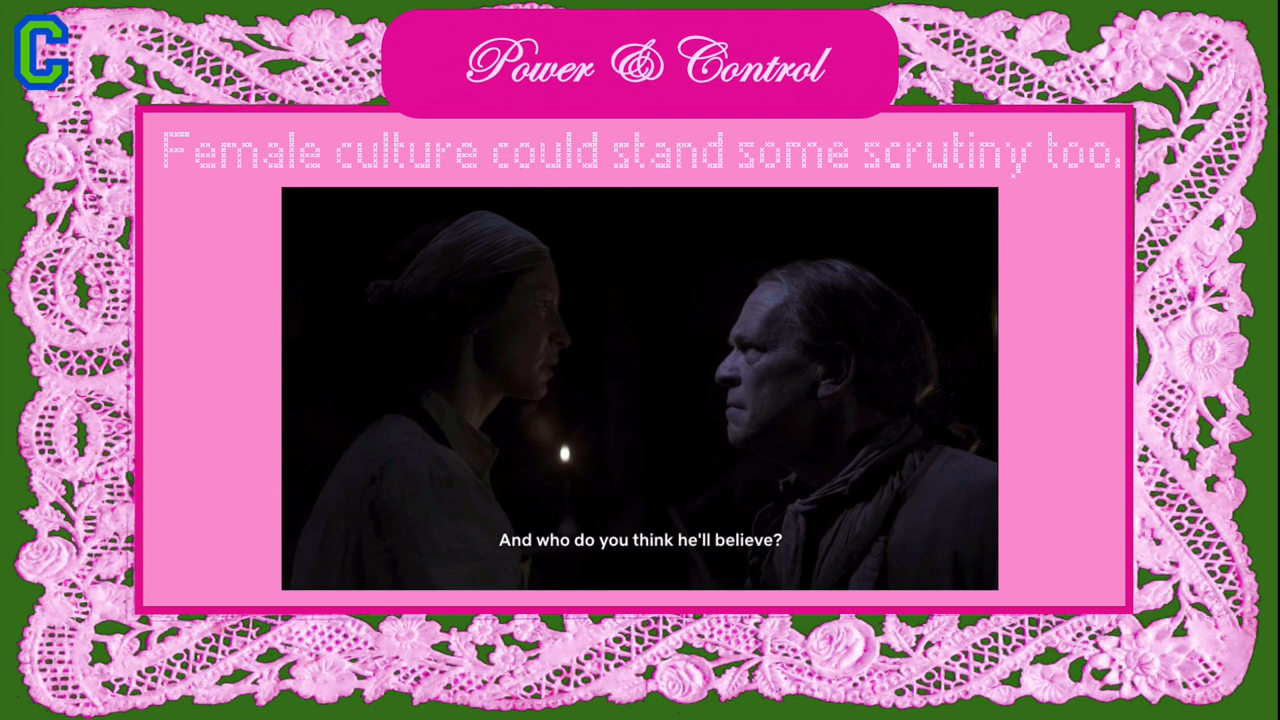 C
Power & Control
Female culture could stand some scrutiny too.
And who do you think he'll believe?